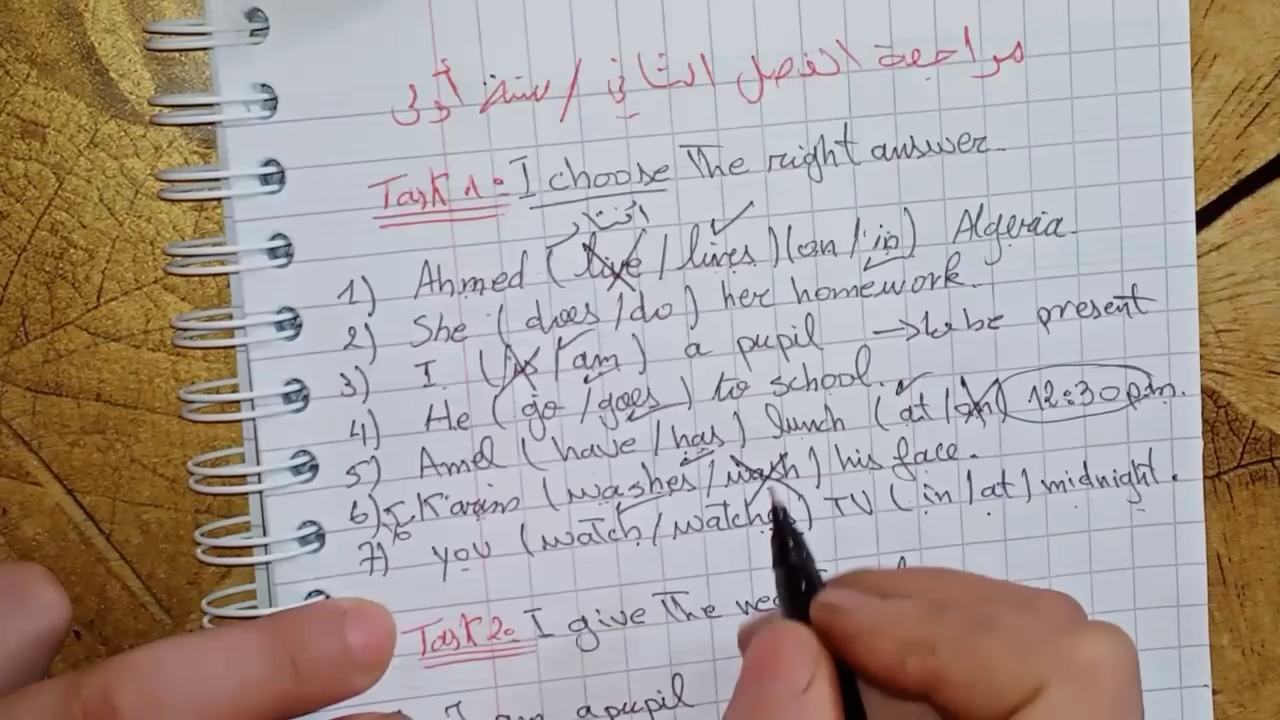 مراجعة الفصل الثاني / سنة أولى
Task 1: I choose The right answer.
اختار
1) Ahmed (live / lives) (on / in) Algeria.
2) She (does / do) her homework.
3) I (is / am) a pupil → to be present
4) He (go / goes) to school.
5) Amel (have / has) lunch (at / on) 12:30 p.m.
6) Karim (washes / wash) his face.
7) you (watch / watches) TV (in / at) midnight.
Task 2: I give The
I am a pupil